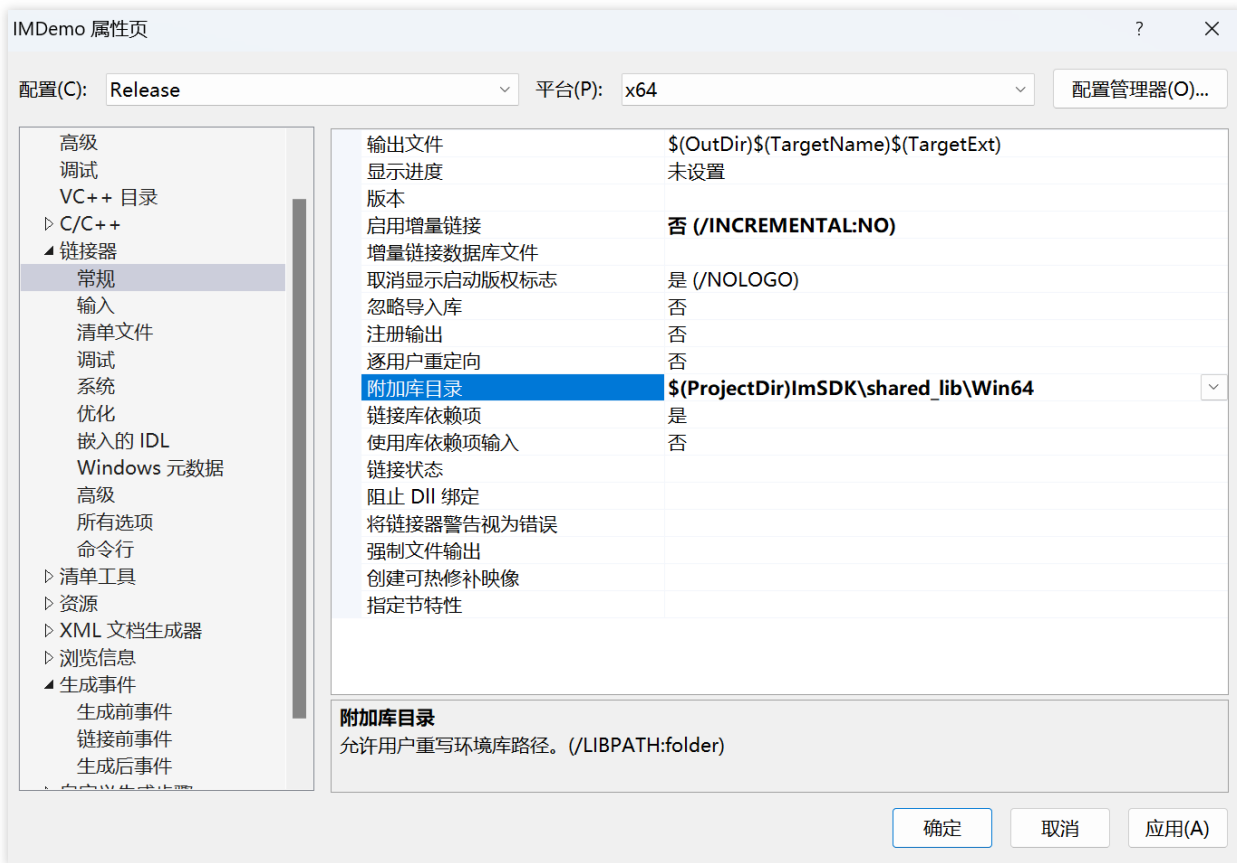 IMDemo 属性页
?
配置(C): Release 平台(P): x64 配置管理器(O)...
高级
调试
VC++ 目录
C/C++
链接器
常规
输入
清单文件
调试
系统
优化
嵌入的 IDL
Windows 元数据
高级
所有选项
命令行
清单工具
资源
XML 文档生成器
浏览信息
生成事件
生成前事件
链接前事件
生成后事件
自定义生成步骤
输出文件 $(OutDir)$(TargetName)$(TargetExt)
显示进度 未设置
版本
启用增量链接 否 (/INCREMENTAL:NO)
增量链接数据库文件
取消显示启动版权标志 是 (/NOLOGO)
忽略导入库 否
注册输出 否
逐用户重定向 否
附加库目录 $(ProjectDir)ImSDK\shared_lib\Win64
链接库依赖项 是
使用库依赖项输入 否
链接状态
阻止 Dll 绑定
将链接器警告视为错误
强制文件输出
创建可热修补映像
指定节特性
附加库目录
允许用户重写环境库路径。(/LIBPATH:folder)
确定 取消 应用(A)